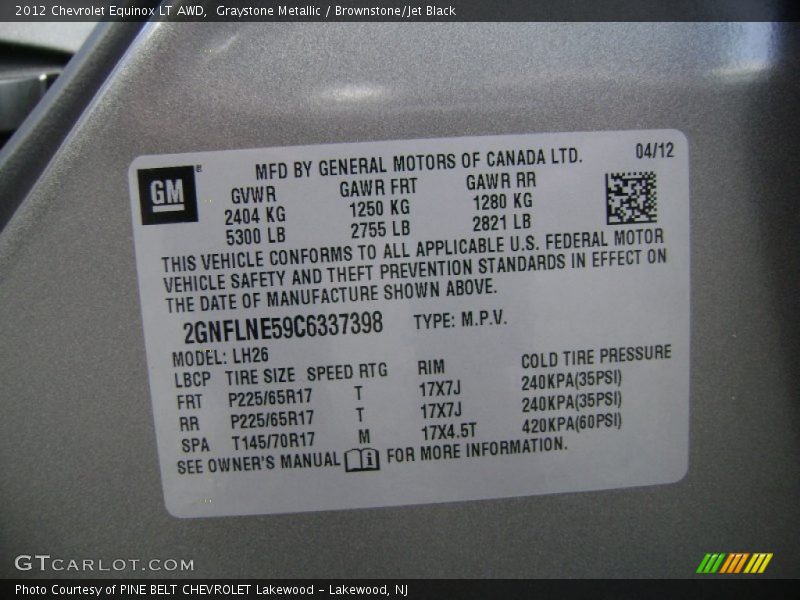 2012 Chevrolet Equinox LT AWD,  Graystone Metallic / Brownstone/Jet Black
GM ®
MFD BY GENERAL MOTORS OF CANADA LTD. 04/12
GVWR GAWR FRT GAWR RR
2404 KG 1250 KG 1280 KG
5300 LB 2755 LB 2821 LB
THIS VEHICLE CONFORMS TO ALL APPLICABLE U.S. FEDERAL MOTOR
VEHICLE SAFETY AND THEFT PREVENTION STANDARDS IN EFFECT ON
THE DATE OF MANUFACTURE SHOWN ABOVE.
2GNFLNE59C6337398 TYPE: M.P.V.
MODEL: LH26
LBCP TIRE SIZE SPEED RTG RIM COLD TIRE PRESSURE
FRT P225/65R17 T 17X7J 240KPA(35PSI)
RR P225/65R17 T 17X7J 240KPA(35PSI)
SPA T145/70R17 M 17X4.5T 420KPA(60PSI)
SEE OWNER'S MANUAL i FOR MORE INFORMATION.
GTCARLOT.COM
Photo Courtesy of PINE BELT CHEVROLET Lakewood - Lakewood, NJ